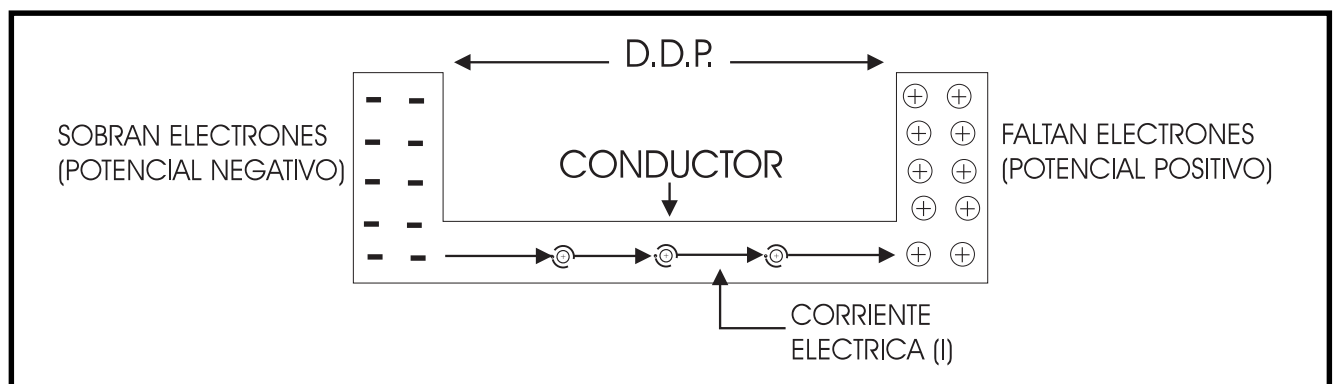 D.D.P.
SOBRAN ELECTRONES
(POTENCIAL NEGATIVO)
CONDUCTOR
FALTAN ELECTRONES
(POTENCIAL POSITIVO)
CORRIENTE
ELECTRICA (I)